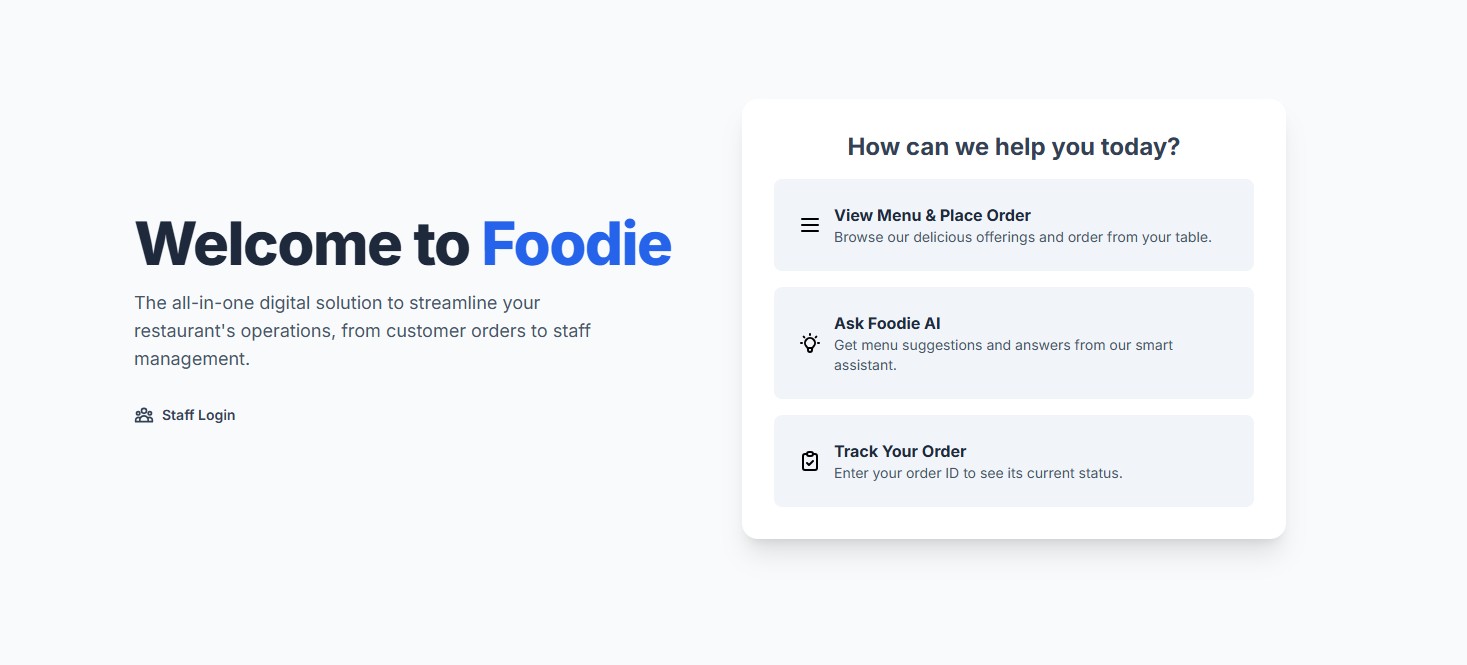 Welcome to Foodie
The all-in-one digital solution to streamline your
restaurant's operations, from customer orders to staff
management.
Staff Login
How can we help you today?
View Menu & Place Order
Browse our delicious offerings and order from your table.
Ask Foodie AI
Get menu suggestions and answers from our smart
assistant.
Track Your Order
Enter your order ID to see its current status.